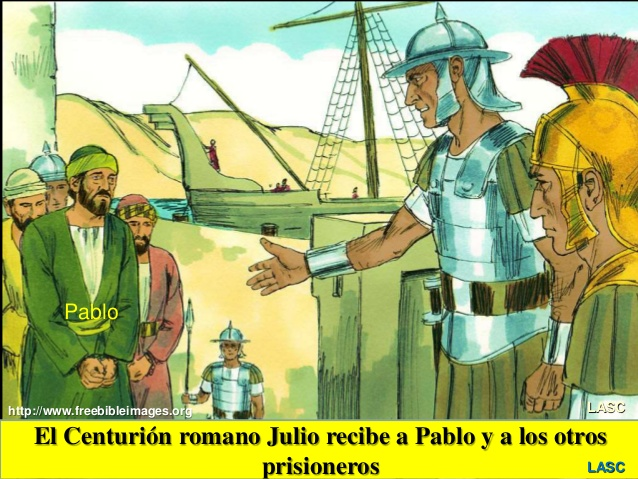 Pablo
http://www.freebibleimages.org
LASC
El Centurión romano Julio recibe a Pablo y a los otros
prisioneros
LASC